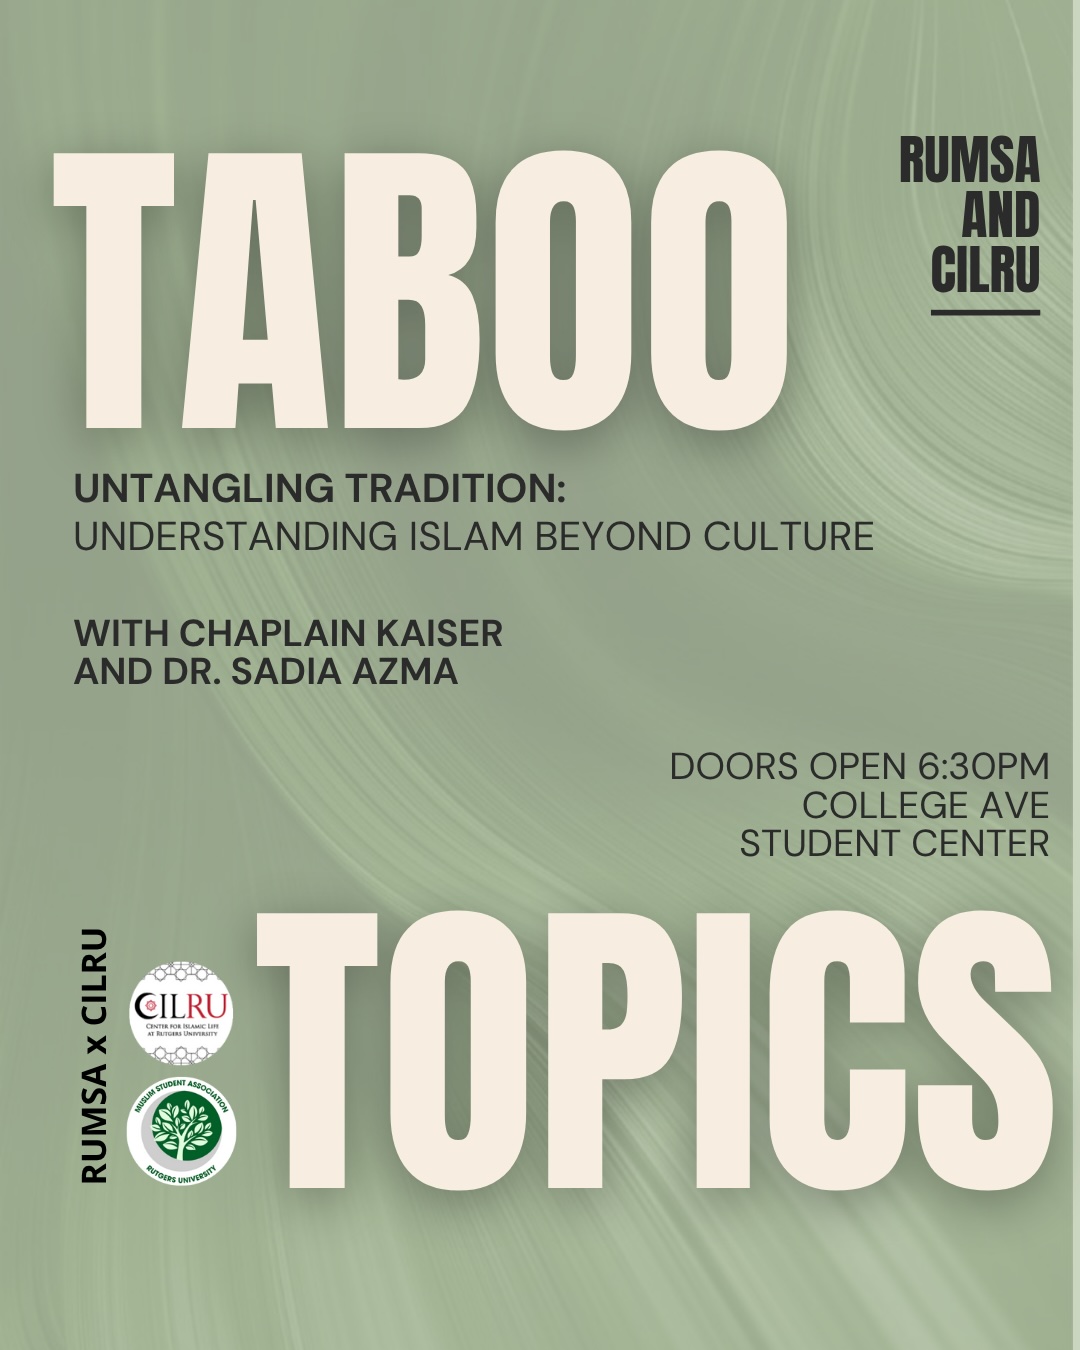 TABOO
RUMSA
AND
CILRU
UNTANGLING TRADITION:
UNDERSTANDING ISLAM BEYOND CULTURE
WITH CHAPLAIN KAISER
AND DR. SADIA AZMA
DOORS OPEN 6:30PM
COLLEGE AVE
STUDENT CENTER
RUMSA x CILRU
CILRU
CENTER FOR ISLAMIC LIFE
AT RUTGERS UNIVERSITY
MUSLIM STUDENT ASSOCIATION
RUTGERS UNIVERSITY
TOPICS